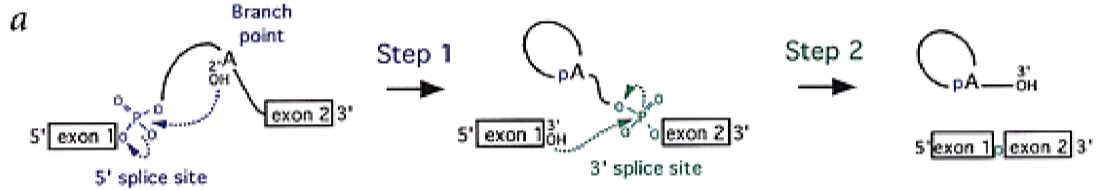 a
Branch
point
2'
A
OH
O
O
P
O
O
5' exon 1
exon 2 3'
5' splice site
Step 1
pA
O
O
P
O
O
5' exon 1
3'
OH
exon 2 3'
3' splice site
Step 2
pA
3'
OH
5' exon 1 p exon 2 3'